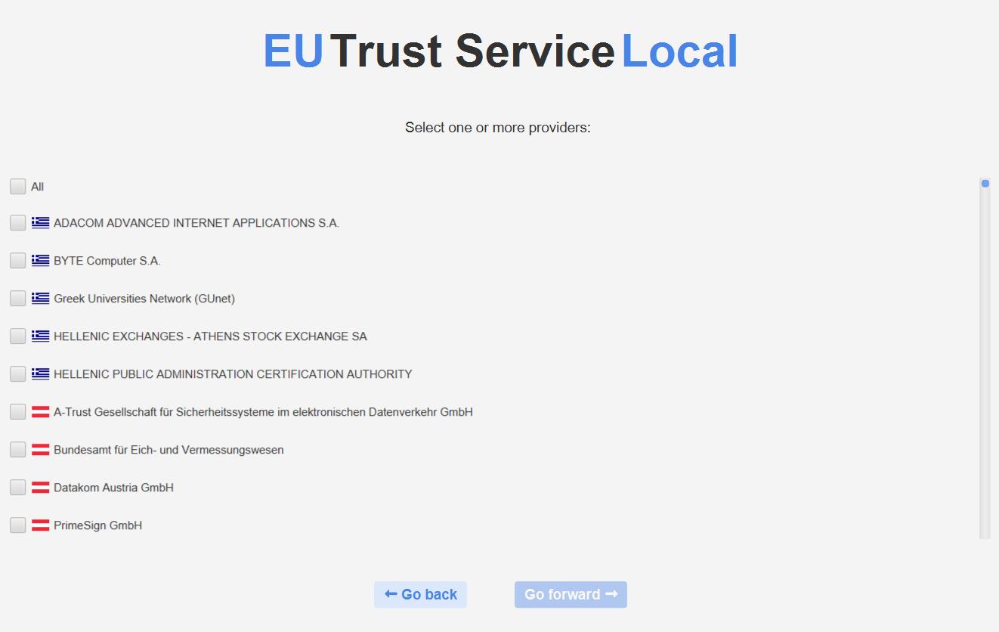 EU Trust Service Local
Select one or more providers:
All
ADACOM ADVANCED INTERNET APPLICATIONS S.A.
BYTE Computer S.A.
Greek Universities Network (GUnet)
HELLENIC EXCHANGES - ATHENS STOCK EXCHANGE SA
HELLENIC PUBLIC ADMINISTRATION CERTIFICATION AUTHORITY
A-Trust Gesellschaft für Sicherheitssysteme im elektronischen Datenverkehr GmbH
Bundesamt für Eich- und Vermessungswesen
Datakom Austria GmbH
PrimeSign GmbH
← Go back Go forward →